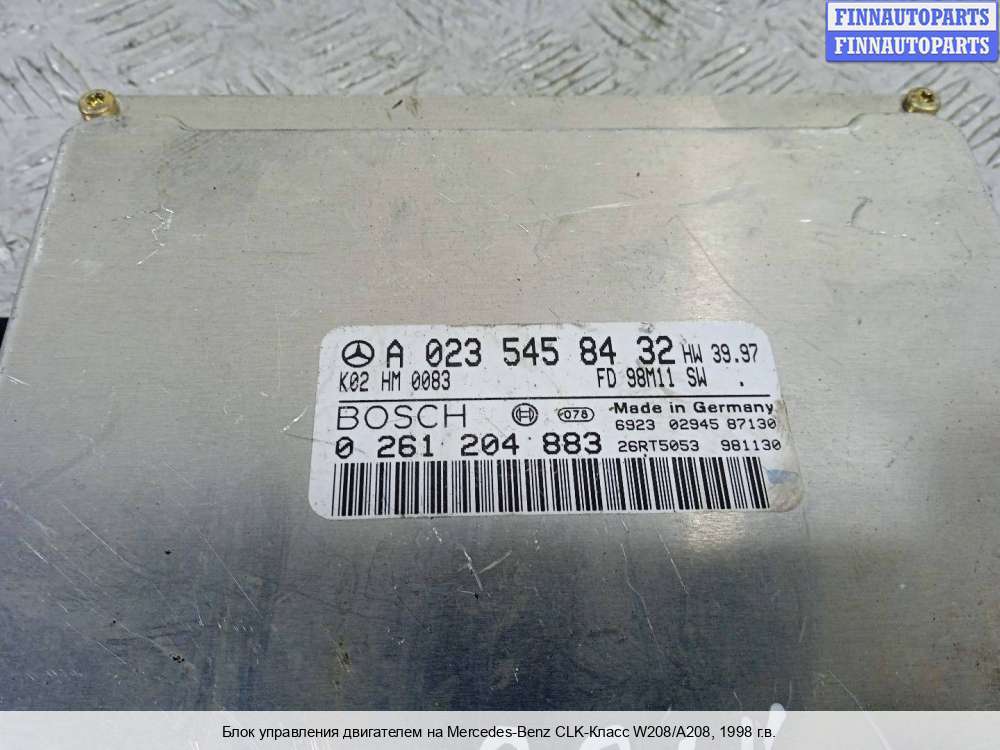 FINNAUTOPARTS
FINNAUTOPARTS
A 023 545 84 32 HW 39.97
K02 HM 0083 FD 98M11 SW .
BOSCH 078 Made in Germany
6923 02945 87130
0 261 204 883 26RT5053 981130
Блок управления двигателем на Mercedes-Benz CLK-Класс W208/A208, 1998 г.в.